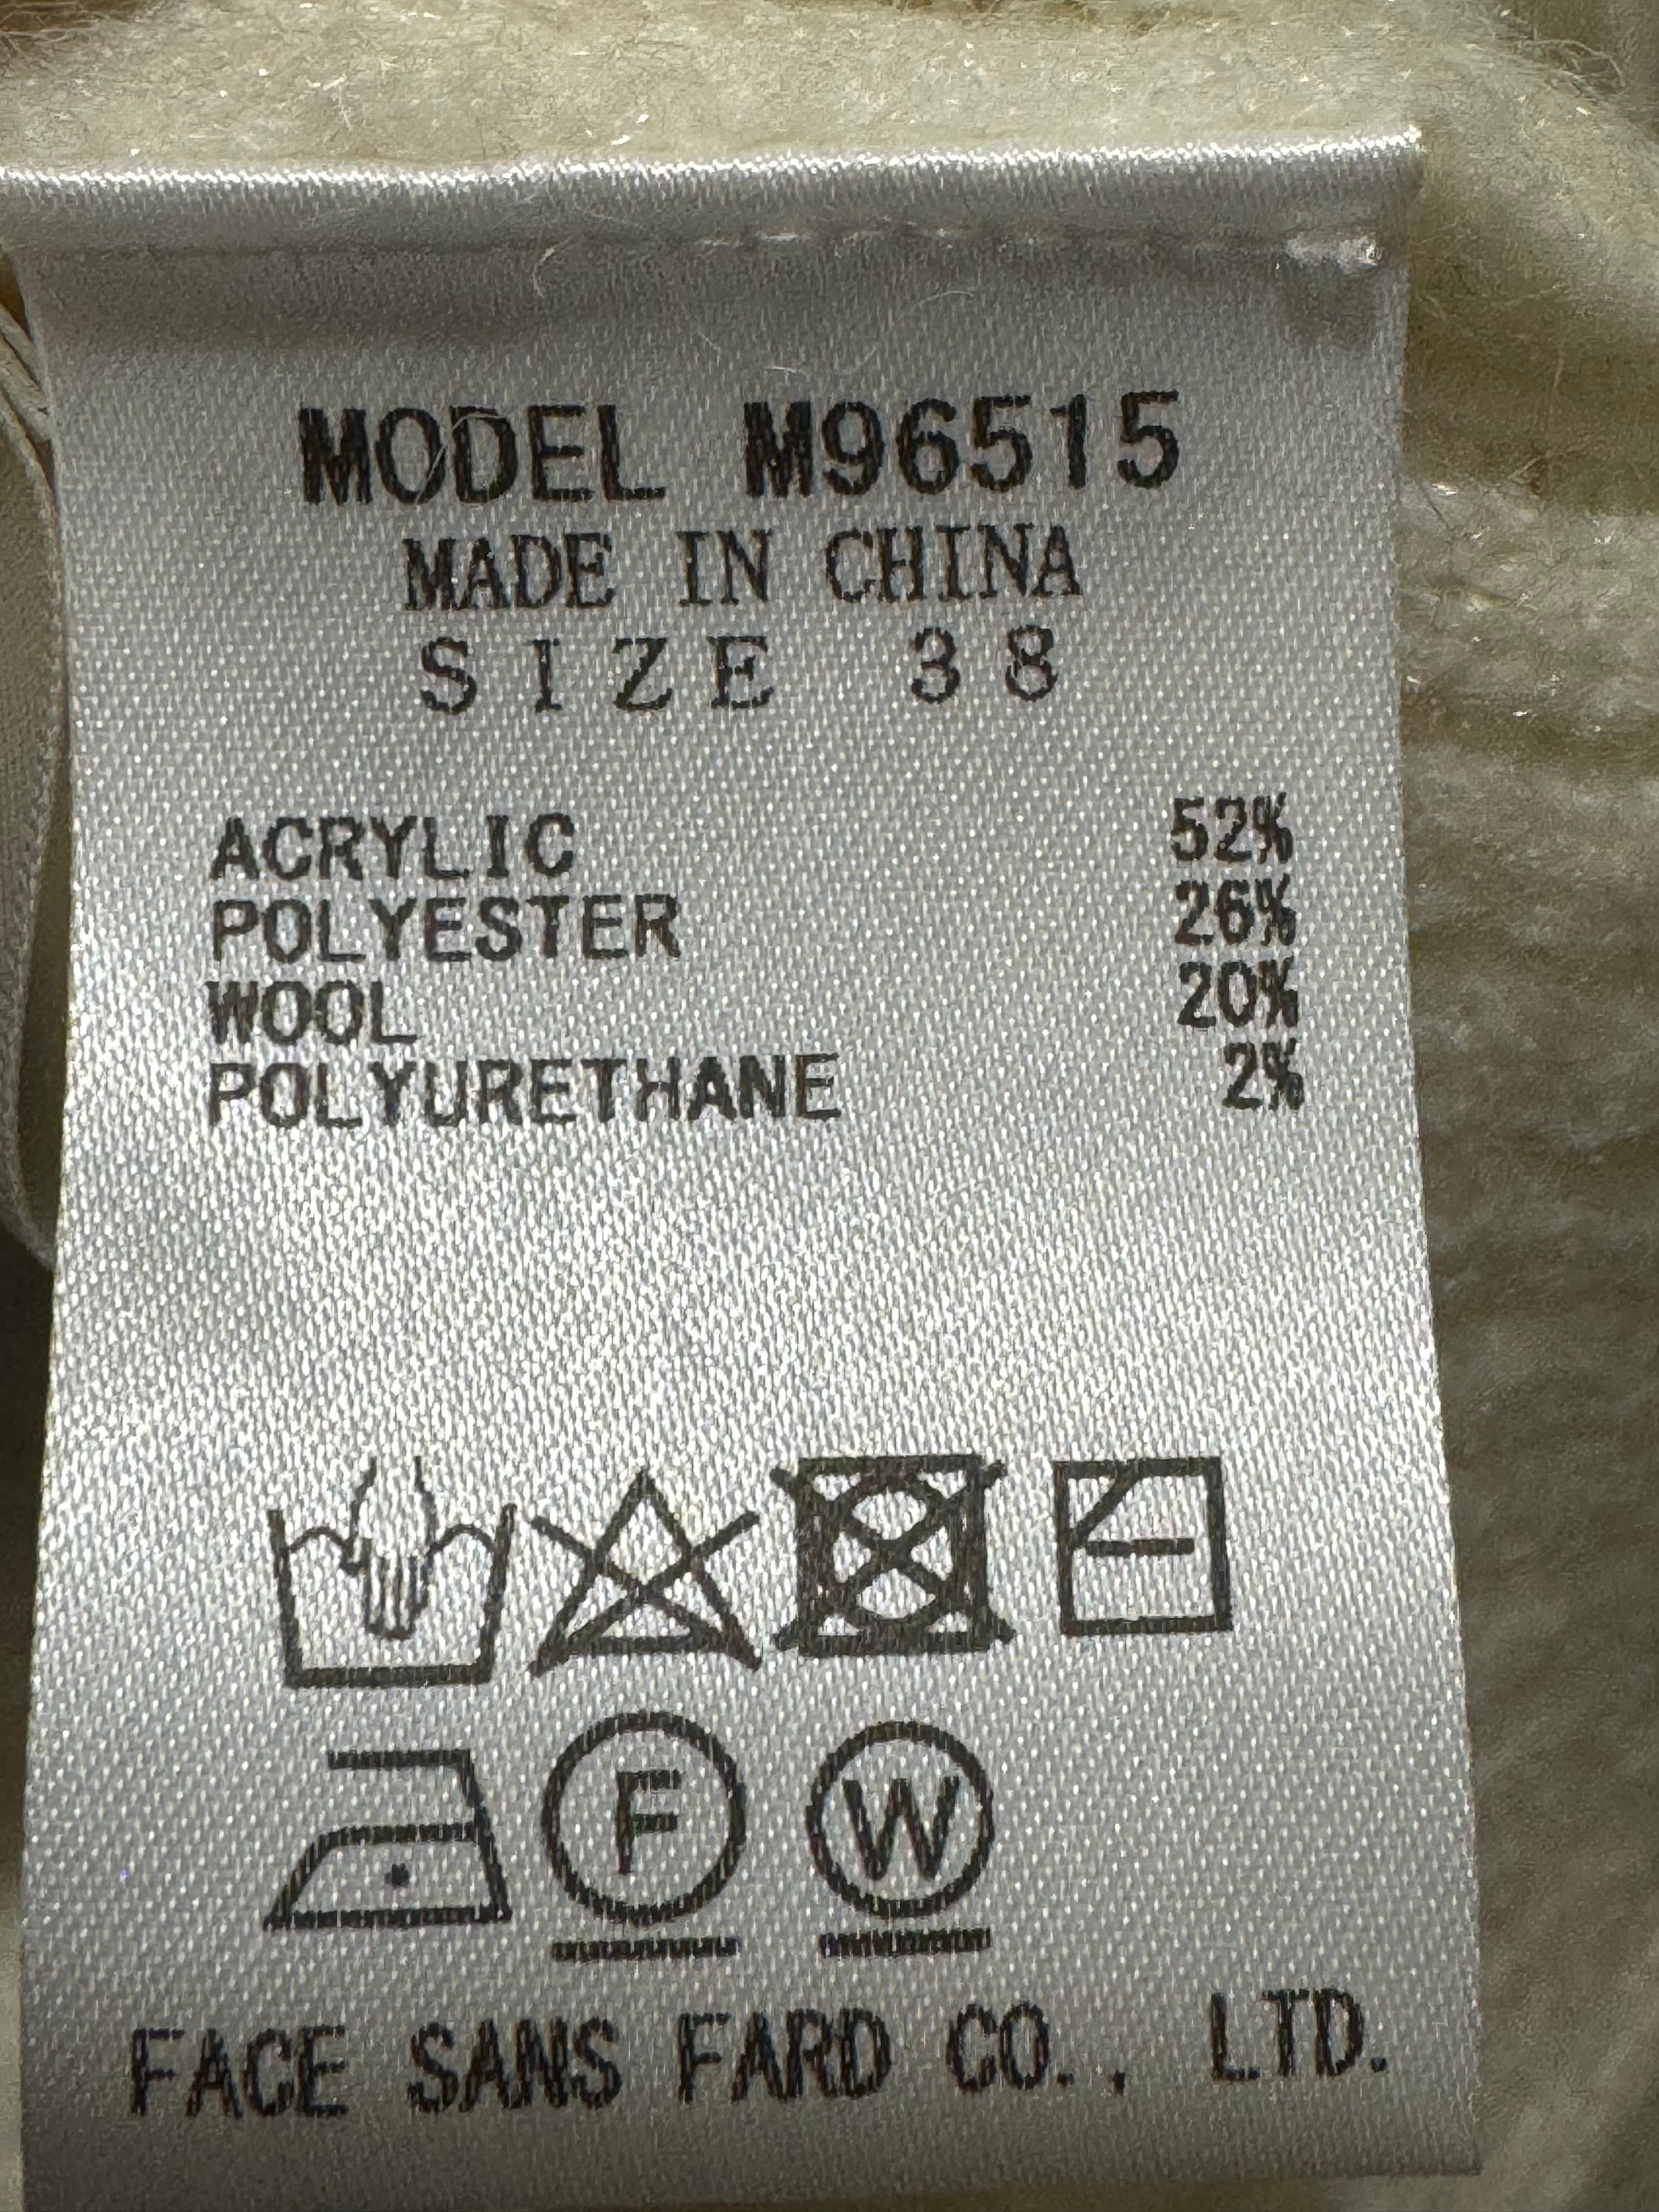 MODEL M96515
MADE IN CHINA
SIZE 38
ACRYLIC 52%
POLYESTER 26%
WOOL 20%
POLYURETHANE 2%
F W
FACE SANS FARD CO., LTD.